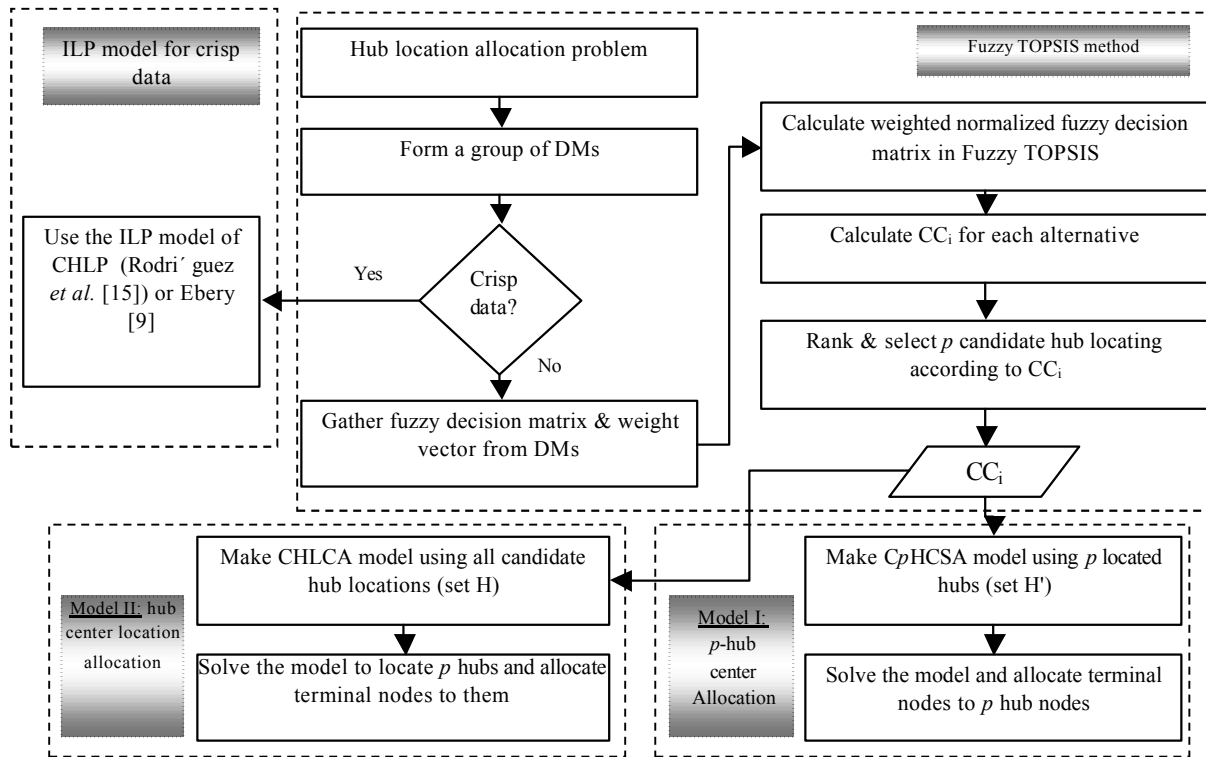 ILP model for crisp
data
Use the ILP model of
CHLP (Rodri´ guez
et al. [15]) or Ebery
[9]
Hub location allocation problem
Form a group of DMs
Crisp
data?
Yes
No
Gather fuzzy decision matrix & weight
vector from DMs
Fuzzy TOPSIS
method
Calculate weighted normalized fuzzy decision
matrix in Fuzzy TOPSIS
Calculate CCi for each alternative
Rank & select p candidate hub locating
according to CCi
CCi
Model II: hub
center location
allocation
Make CHLCA model using all candidate
hub locations (set H)
Solve the model to locate p hubs and allocate
terminal nodes to them
Model I:
p-hub
center
Allocation
Make CpHCSA model using p located
hubs (set H')
Solve the model and allocate terminal
nodes to p hub nodes